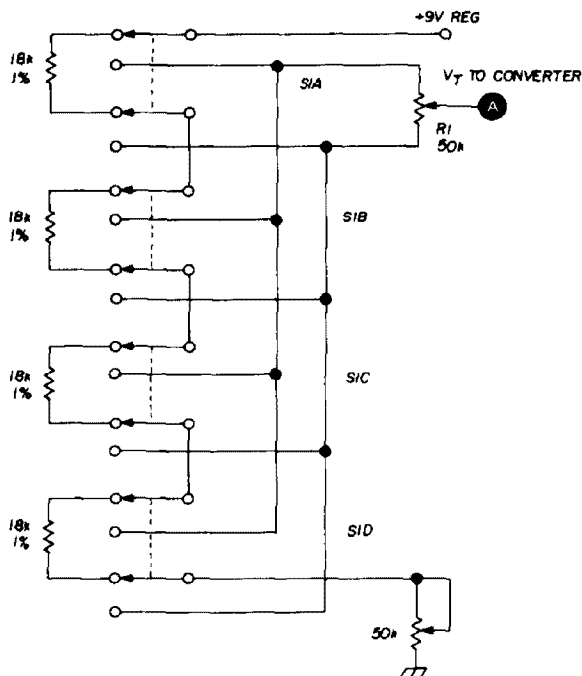 +9V REG
18k
1%
S1A
VT TO CONVERTER
A
R1
50k
18k
1%
S1B
18k
1%
S1C
18k
1%
S1D
50k